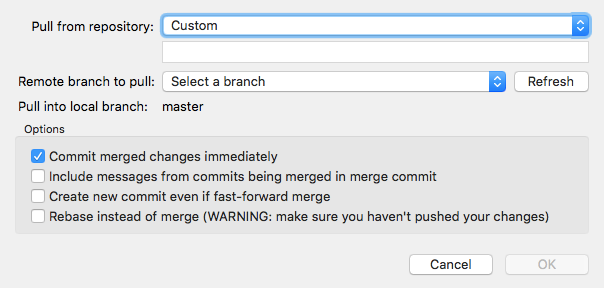 Pull from repository: Custom
Remote branch to pull: Select a branch Refresh
Pull into local branch: master
Options
Commit merged changes immediately
Include messages from commits being merged in merge commit
Create new commit even if fast-forward merge
Rebase instead of merge (WARNING: make sure you haven't pushed your changes)
Cancel OK